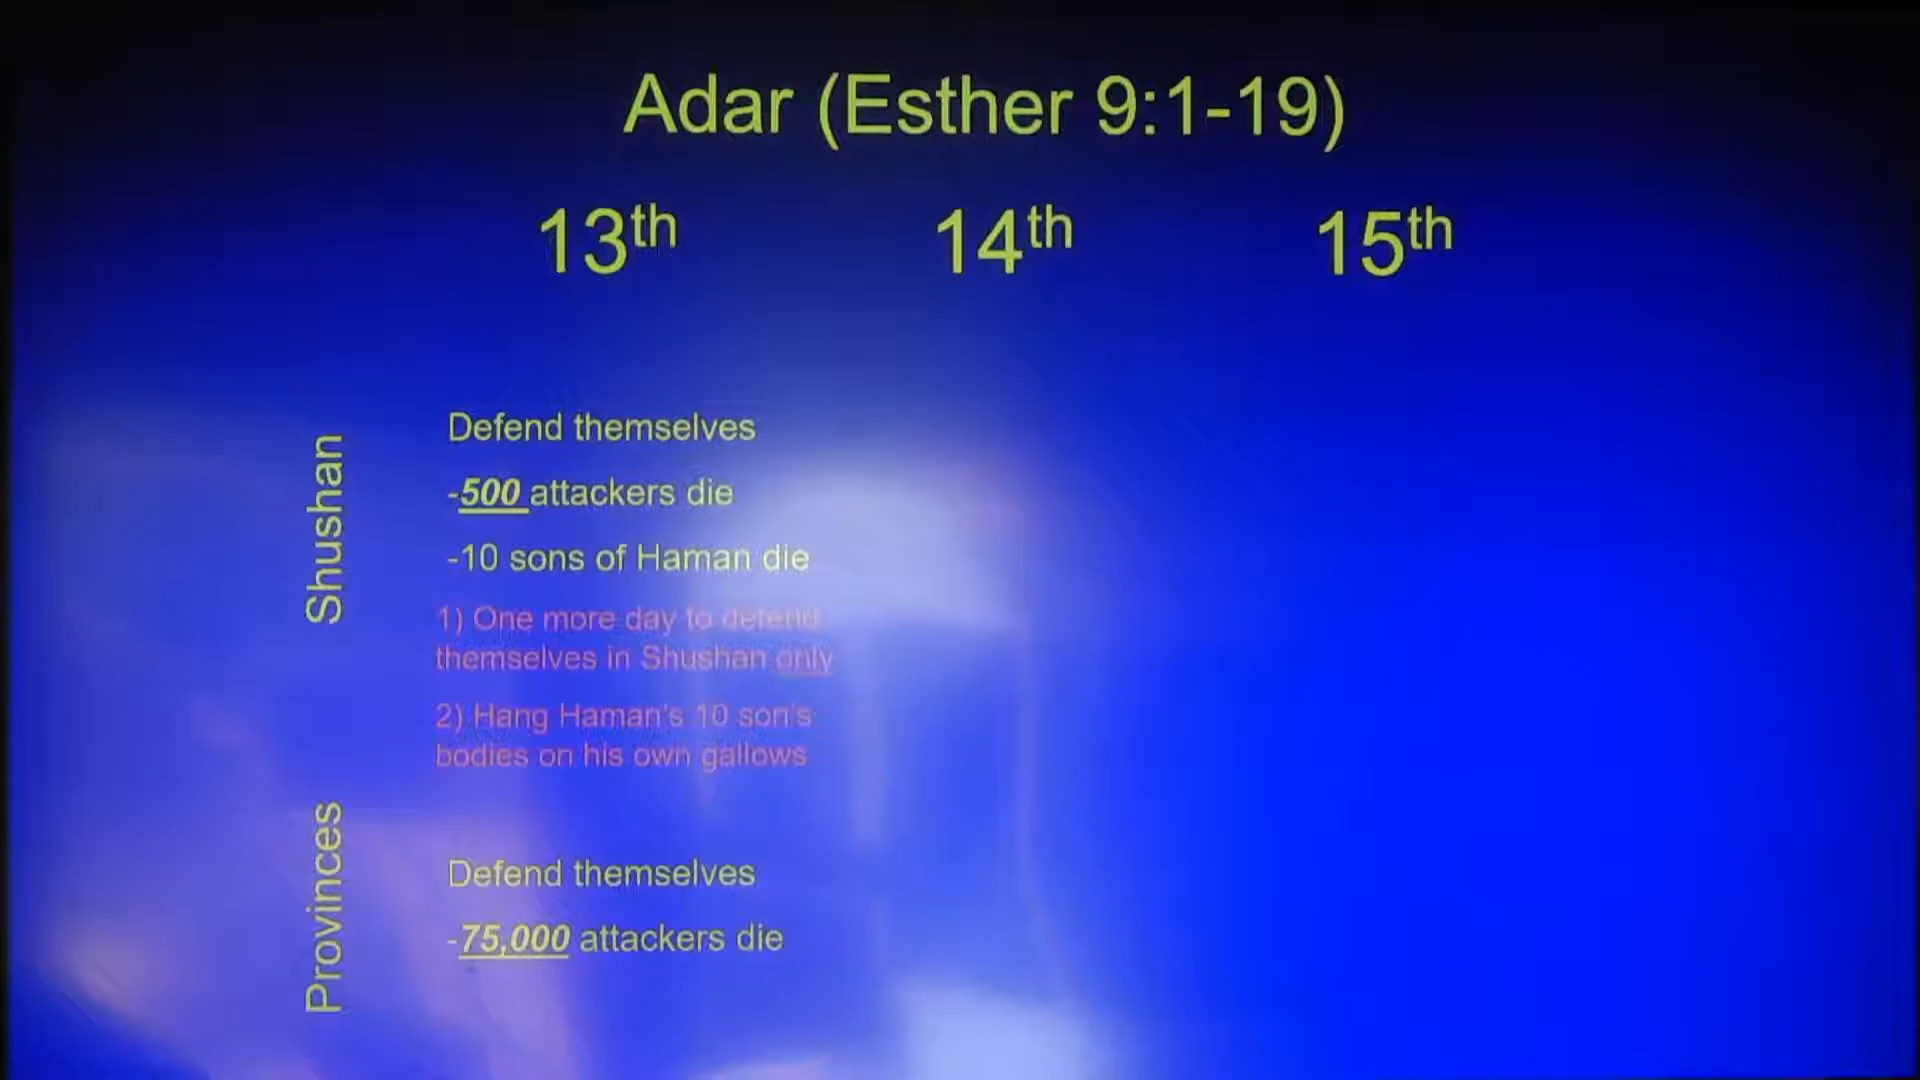 Adar (Esther 9:1-19)
13th
14th
15th
Shushan
Defend themselves
-500 attackers die
-10 sons of Haman die
1) One more day to defend
themselves in Shushan only
2) Hang Haman's 10 son's
bodies on his own gallows
Provinces
Defend themselves
-75,000 attackers die